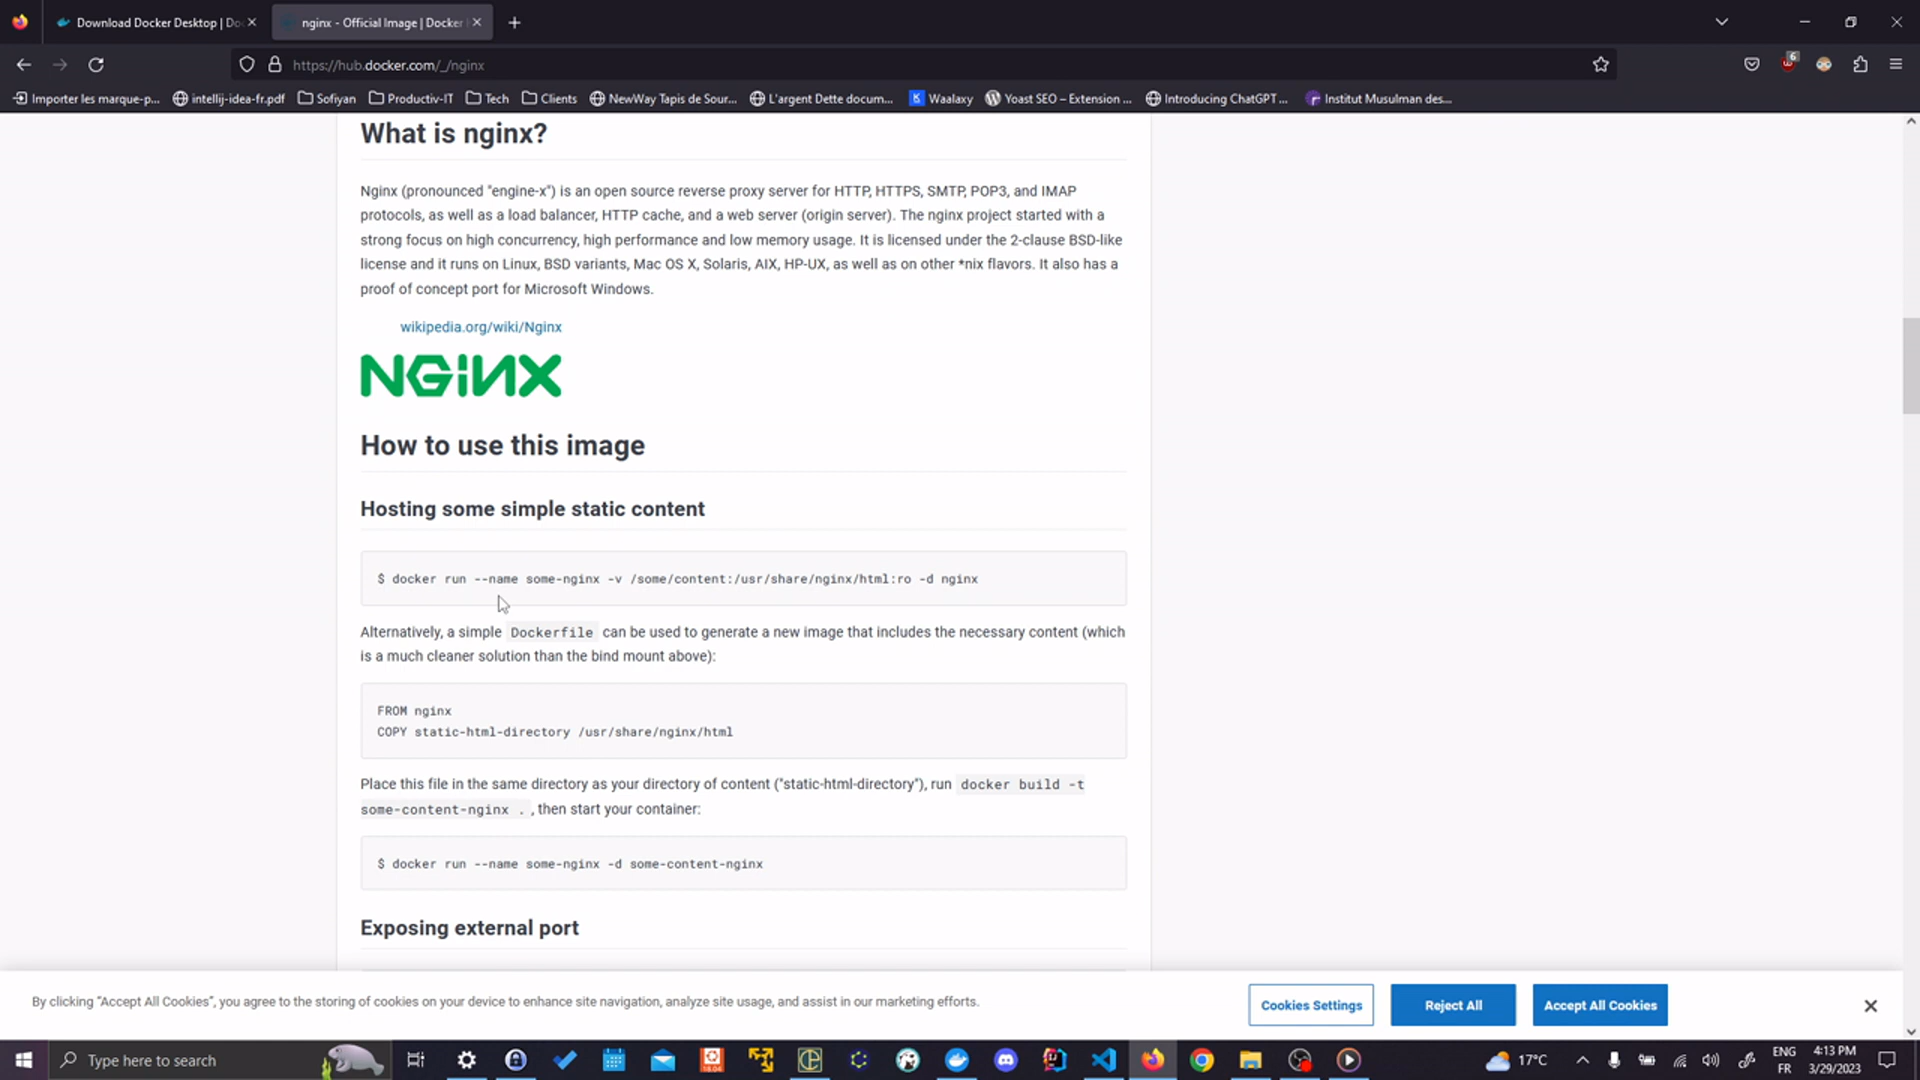 Download Docker Desktop | Do
nginx - Official Image | Docker
https://hub.docker.com/_/nginx
6
Importer les marque-p...
intellij-idea-fr.pdf
Sofiyan
Productiv-IT
Tech
Clients
NewWay Tapis de Sour...
L'argent Dette docum...
Waalaxy
Yoast SEO – Extension ...
Introducing ChatGPT ...
Institut Musulman des...
What is nginx?
Nginx (pronounced "engine-x") is an open source reverse proxy server for HTTP, HTTPS, SMTP, POP3, and IMAP
protocols, as well as a load balancer, HTTP cache, and a web server (origin server). The nginx project started with a
strong focus on high concurrency, high performance and low memory usage. It is licensed under the 2-clause BSD-like
license and it runs on Linux, BSD variants, Mac OS X, Solaris, AIX, HP-UX, as well as on other *nix flavors. It also has a
proof of concept port for Microsoft Windows.
wikipedia.org/wiki/Nginx
NGiNX
How to use this image
Hosting some simple static content
$ docker run --name some-nginx -v /some/content:/usr/share/nginx/html:ro -d nginx
Alternatively, a simple Dockerfile can be used to generate a new image that includes the necessary content (which
is a much cleaner solution than the bind mount above):
FROM nginx
COPY static-html-directory /usr/share/nginx/html
Place this file in the same directory as your directory of content ("static-html-directory"), run docker build -t
some-content-nginx . , then start your container:
$ docker run --name some-nginx -d some-content-nginx
Exposing external port
By clicking “Accept All Cookies”, you agree to the storing of cookies on your device to enhance site navigation, analyze site usage, and assist in our marketing efforts.
Cookies Settings
Reject All
Accept All Cookies
Type here to search
18.04
17°C
ENG
FR
4:13 PM
3/29/2023